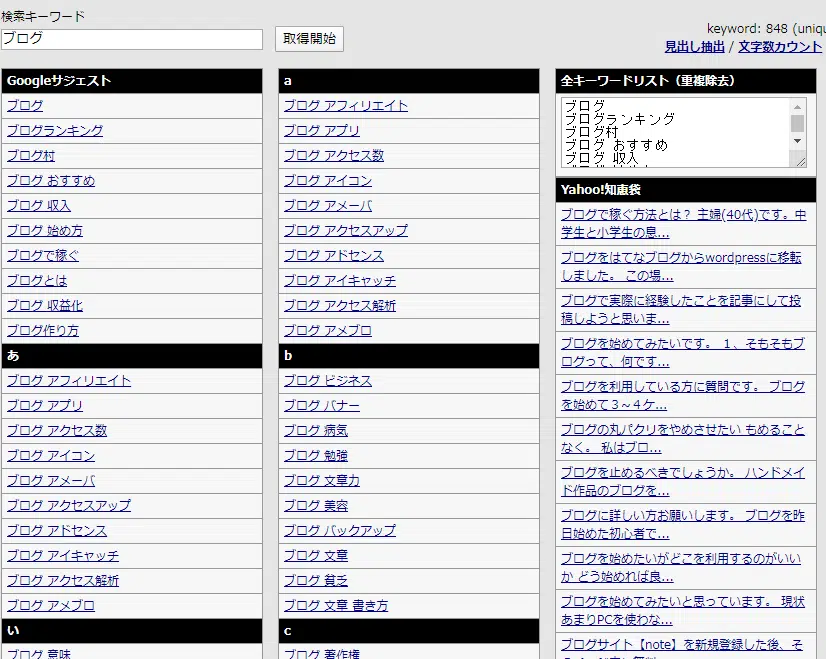 検索キーワード
ブログ
取得開始
keyword: 848 (uniqu
見出し抽出 / 文字数カウント
Googleサジェスト
ブログ
ブログランキング
ブログ村
ブログ おすすめ
ブログ 収入
ブログ 始め方
ブログで稼ぐ
ブログとは
ブログ 収益化
ブログ作り方
あ
ブログ アフィリエイト
ブログ アプリ
ブログ アクセス数
ブログ アイコン
ブログ アメーバ
ブログ アクセスアップ
ブログ アドセンス
ブログ アイキャッチ
ブログ アクセス解析
ブログ アメブロ
い
ブログ 意味
a
ブログ アフィリエイト
ブログ アプリ
ブログ アクセス数
ブログ アイコン
ブログ アメーバ
ブログ アクセスアップ
ブログ アドセンス
ブログ アイキャッチ
ブログ アクセス解析
ブログ アメブロ
b
ブログ ビジネス
ブログ バナー
ブログ 病気
ブログ 勉強
ブログ 文章力
ブログ 美容
ブログ バックアップ
ブログ 文章
ブログ 貧乏
ブログ 文章 書き方
c
ブログ 著作権
全キーワードリスト（重複除去）
ブログ
ブログランキング
ブログ村
ブログ おすすめ
ブログ 収入
Yahoo!知恵袋
ブログで稼ぐ方法とは？ 主婦(40代)です。中
学生と小学生の息...
ブログをはてなブログからwordpressに移転
しました。 この場...
ブログで実際に経験したことを記事にして投
稿しようと思いま...
ブログを始めてみたいです。 １、そもそもブ
ログって、何です...
ブログを利用している方に質問です。 ブログ
を始めて３～４ケ...
ブログの丸パクリをやめさせたい もめること
なく。 私はブロ...
ブログを止めるべきでしょうか。 ハンドメイ
ド作品のブログを...
ブログに詳しい方お願いします。 ブログを昨
日始めた初心者で...
ブログを始めたいがどこを利用するのがいい
か どう始めれば良...
ブログを始めてみたいと思っています。 現状
あまりPCを使わな...
ブログサイト【note】を新規登録した後、そ